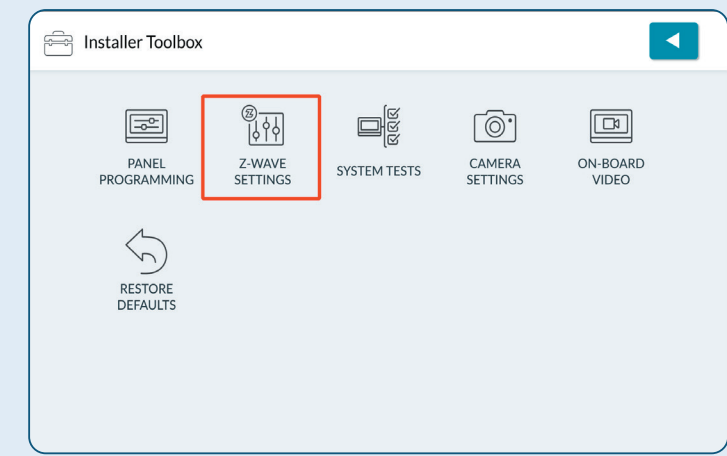 Installer Toolbox
PANEL
PROGRAMMING
Z-WAVE
SETTINGS
SYSTEM TESTS
CAMERA
SETTINGS
ON-BOARD
VIDEO
RESTORE
DEFAULTS